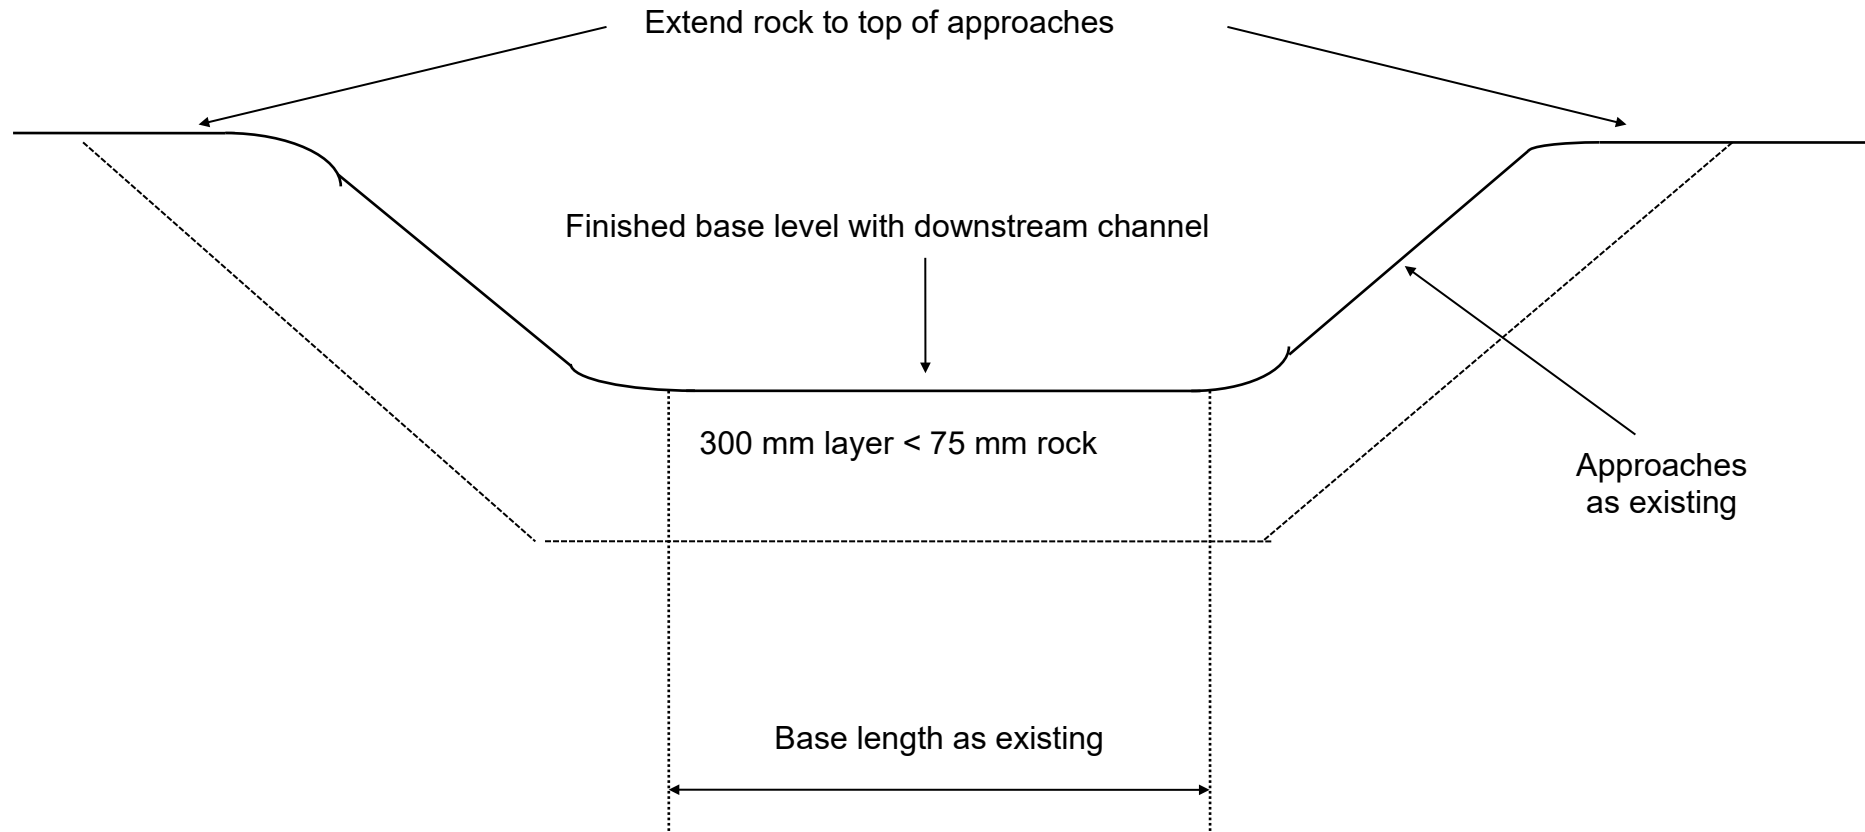 Extend rock to top of approaches
Finished base level with downstream channel
300 mm layer < 75 mm rock
Approaches
as existing
Base length as existing